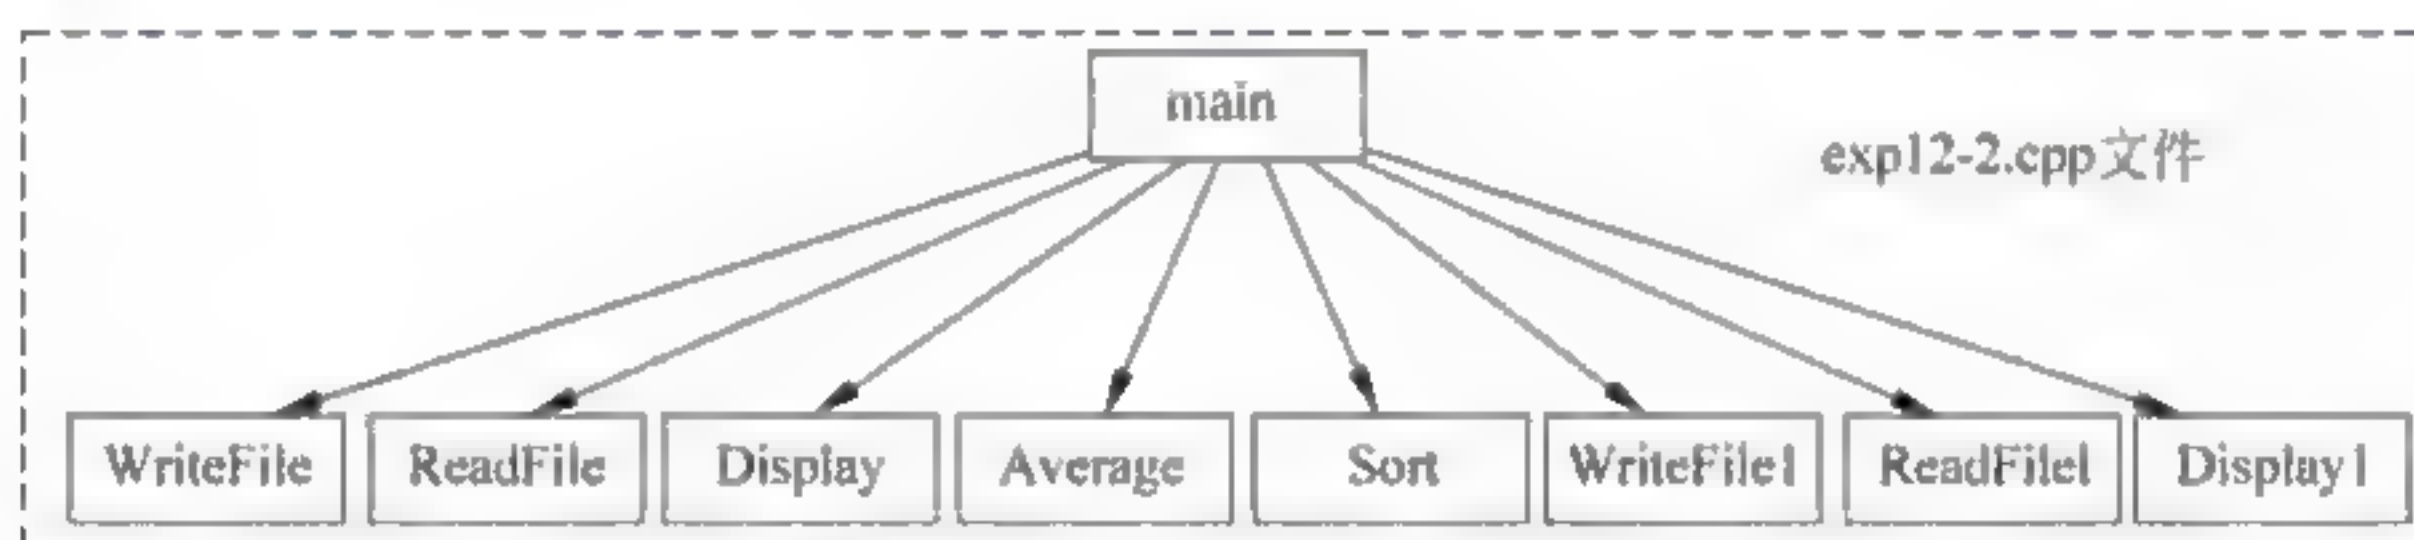 main
exp12-2.cpp文件
WriteFile
ReadFile
Display
Average
Sort
WriteFile1
ReadFile1
Display1